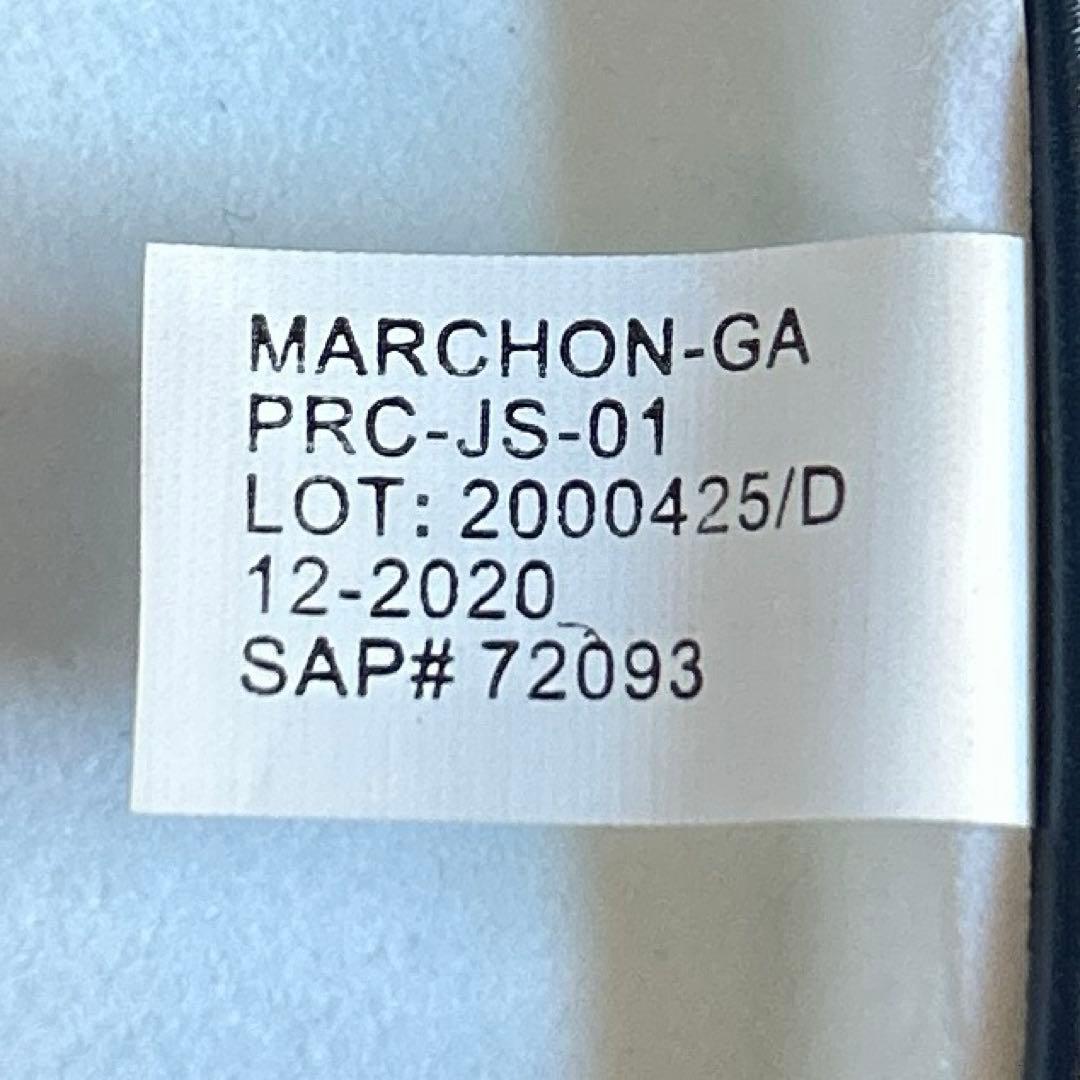 MARCHON-GA
PRC-JS-01
LOT: 2000425/D
12-2020
SAP# 72093